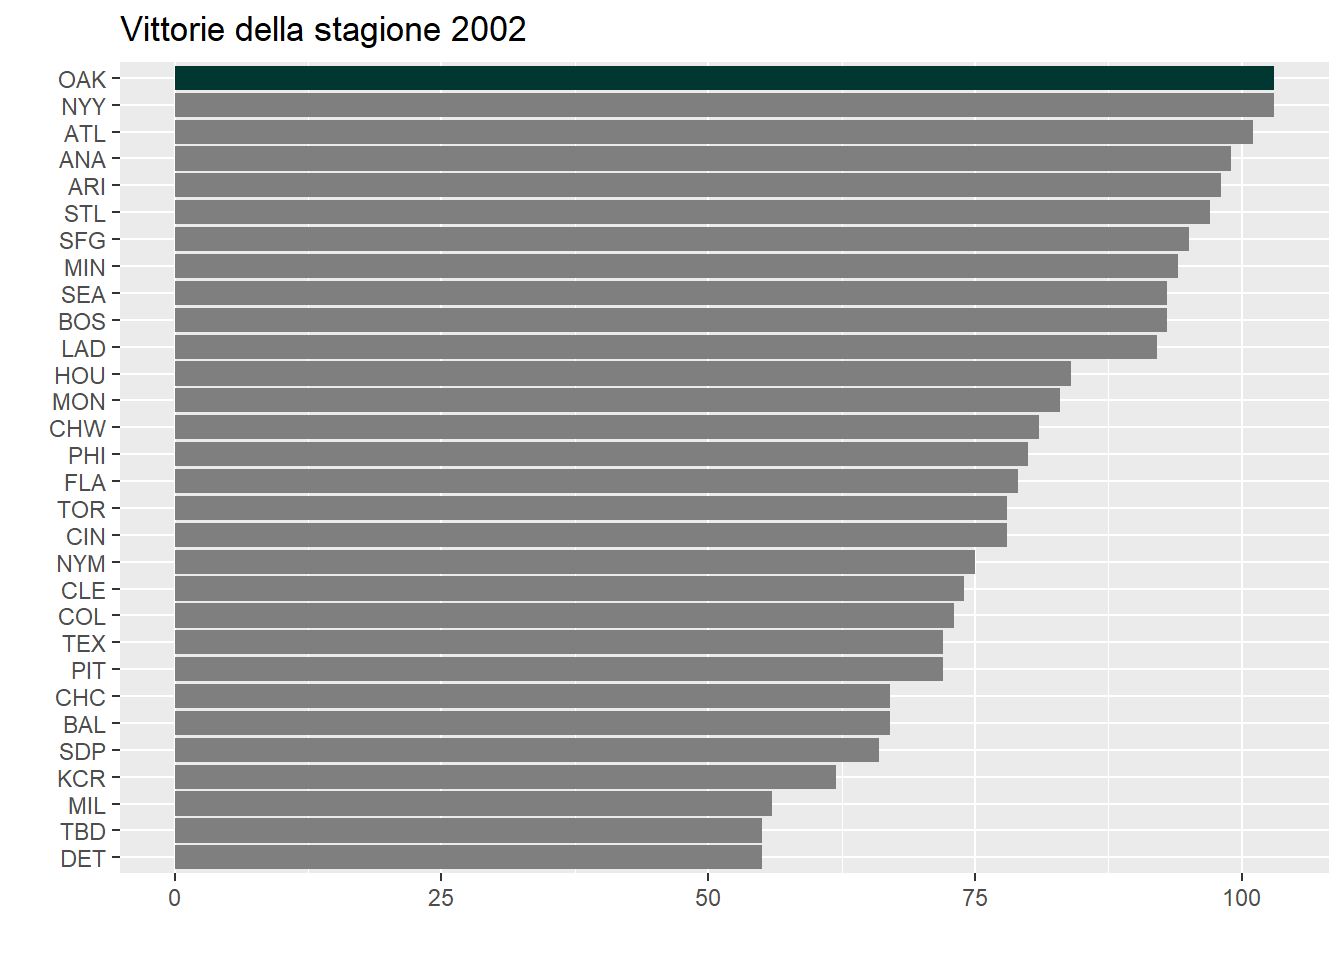 Vittorie della stagione 2002
OAK
NYY
ATL
ANA
ARI
STL
SFG
MIN
SEA
BOS
LAD
HOU
MON
CHW
PHI
FLA
TOR
CIN
NYM
CLE
COL
TEX
PIT
CHC
BAL
SDP
KCR
MIL
TBD
DET
0 25 50 75 100